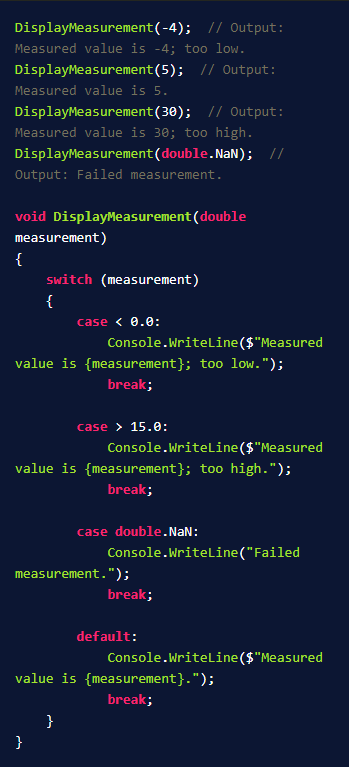 DisplayMeasurement(-4);  // Output:
Measured value is -4; too low.
DisplayMeasurement(5);  // Output:
Measured value is 5.
DisplayMeasurement(30);  // Output:
Measured value is 30; too high.
DisplayMeasurement(double.NaN);  //
Output: Failed measurement.

void DisplayMeasurement(double
measurement)
{
    switch (measurement)
    {
        case < 0.0:
            Console.WriteLine($"Measured
value is {measurement}; too low.");
            break;

        case > 15.0:
            Console.WriteLine($"Measured
value is {measurement}; too high.");
            break;

        case double.NaN:
            Console.WriteLine("Failed
measurement.");
            break;

        default:
            Console.WriteLine($"Measured
value is {measurement}.");
            break;
    }
}